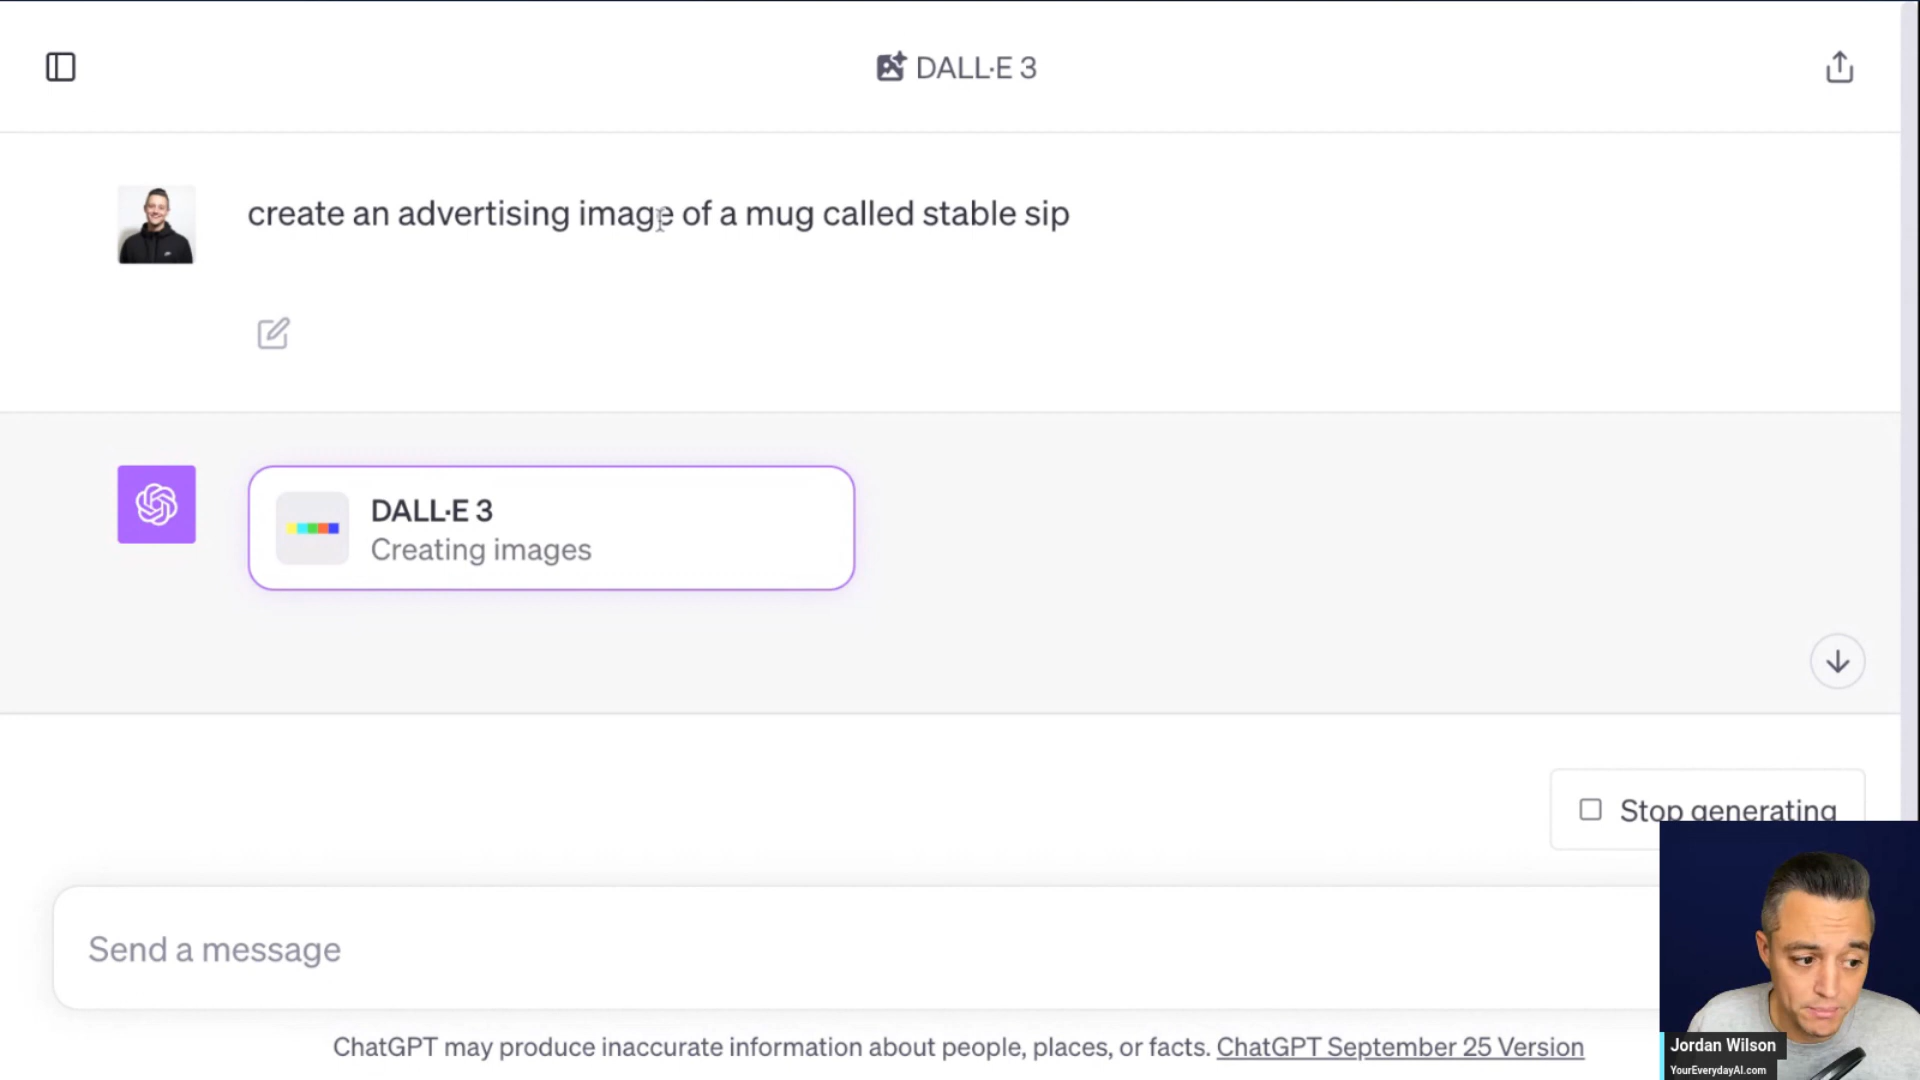 DALL·E 3
create an advertising image of a mug called stable sip
DALL·E 3
Creating images
Stop generating
Send a message
ChatGPT may produce inaccurate information about people, places, or facts. ChatGPT September 25 Version
Jordan Wilson
YourEverydayAI.com